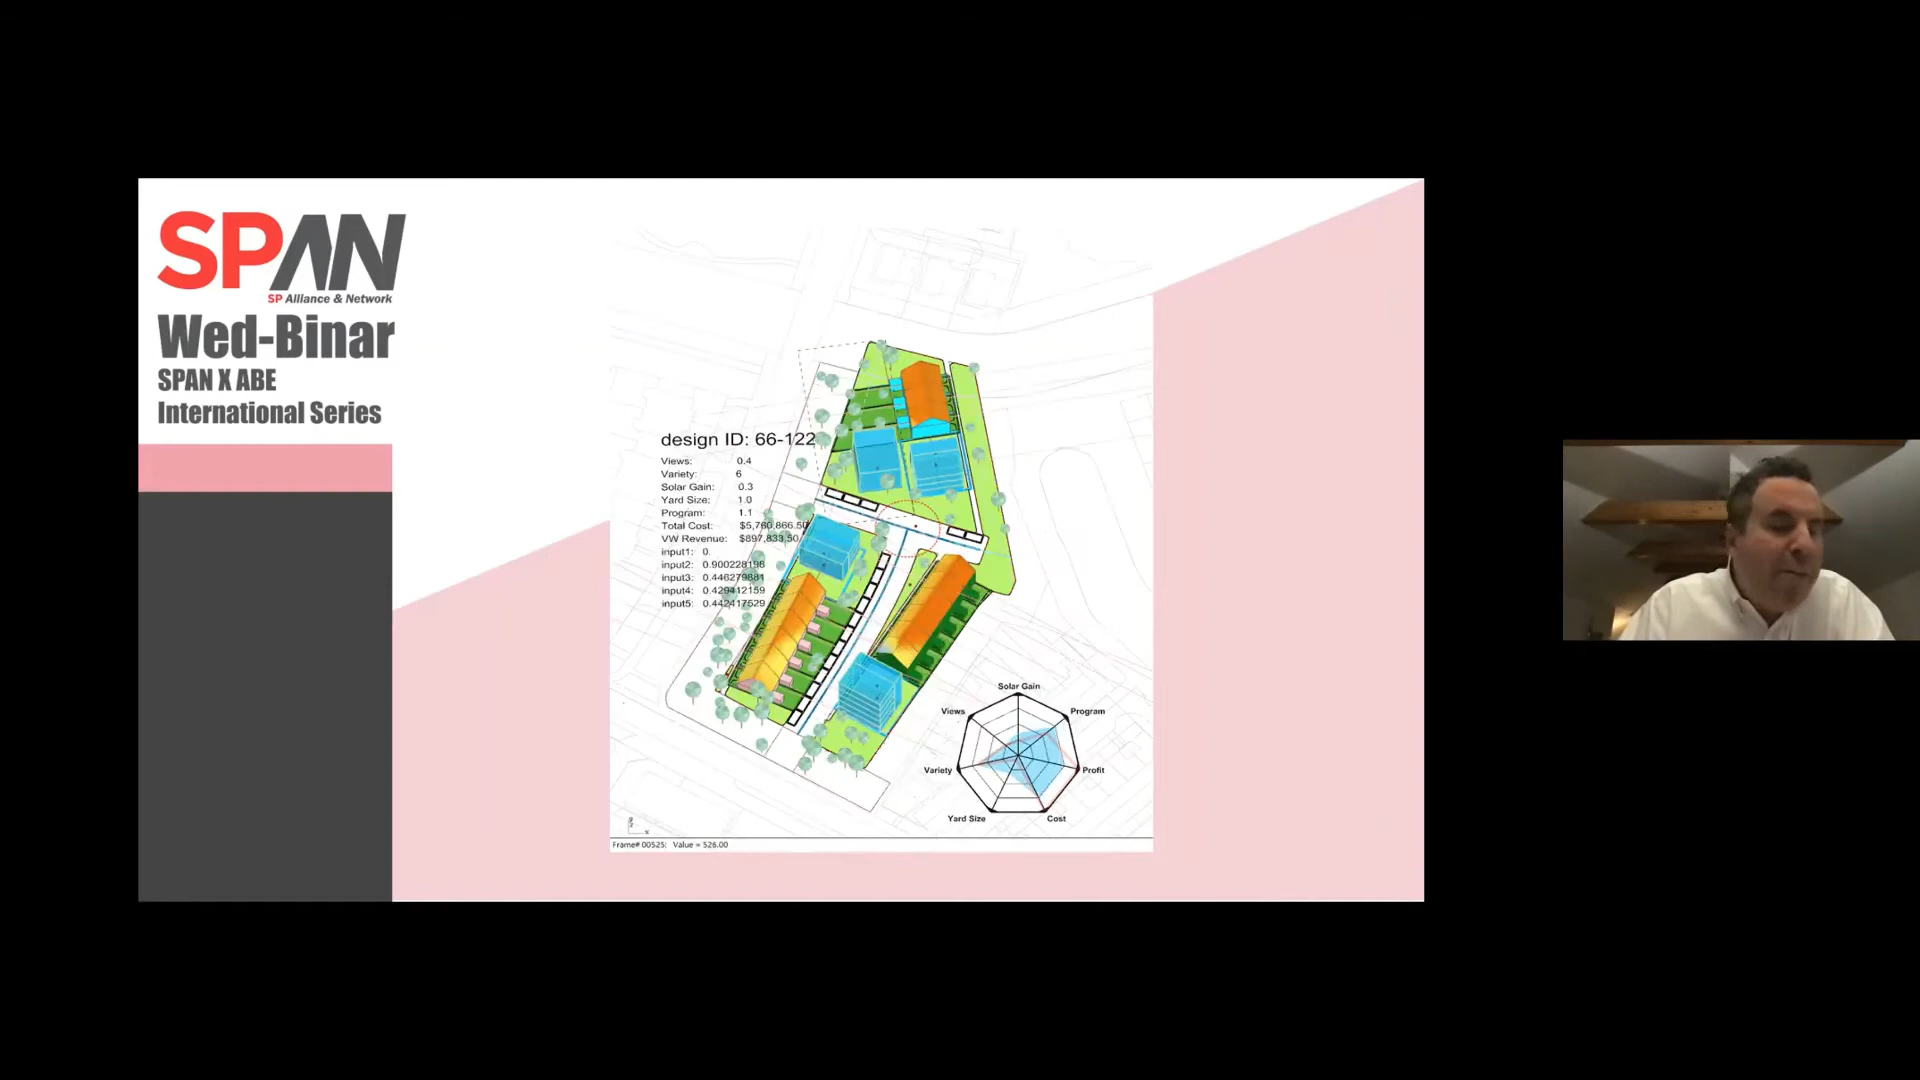 SPAN
SP Alliance & Network
Wed-Binar
SPAN X ABE
International Series
design ID: 66-122
Views: 0.4
Variety: 6
Solar Gain: 0.3
Yard Size: 1.0
Program: 1.1
Total Cost: $5,760,866.50
VW Revenue: $897,833.50
input1: 0.
input2: 0.900228198
input3: 0.446279881
input4: 0.429412159
input5: 0.442417529
Solar Gain
Views
Program
Variety
Profit
Yard Size
Cost
Frame# 00525: Value = 526.00